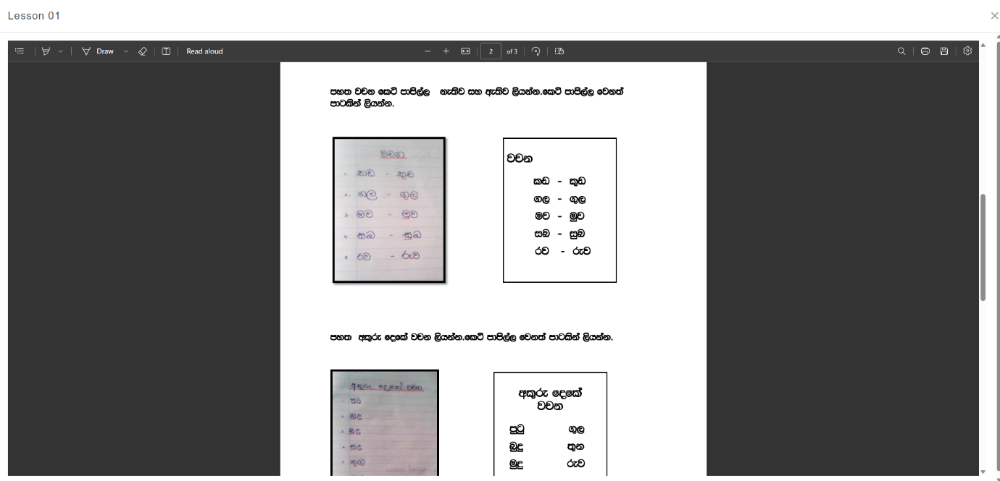 Lesson 01
Draw
Read aloud
2 of 3
පහත වචන කෙටි පාපිල්ල නැතිව සහ ඇතිව ලියන්න.කෙටි පාපිල්ල වෙනත්
පාටකින් ලියන්න.
වචන
1. කඩ - කුඩ
2. ගල - ගුල
3. මව - මුව
4. සබ - සුබ
5. රව - රුව
වචන
කඩ - කුඩ
ගල - ගුල
මව - මුව
සබ - සුබ
රව - රුව
පහත අකුරු දෙකේ වචන ලියන්න.කෙටි පාපිල්ල වෙනත් පාටකින් ලියන්න.
අකුරු දෙකේ වචන
පුටු
බුදු
මුදු
සුදු
ගුල
අකුරු දෙකේ
වචන
පුටු ගුල
බුදු තුන
මුදු රුව